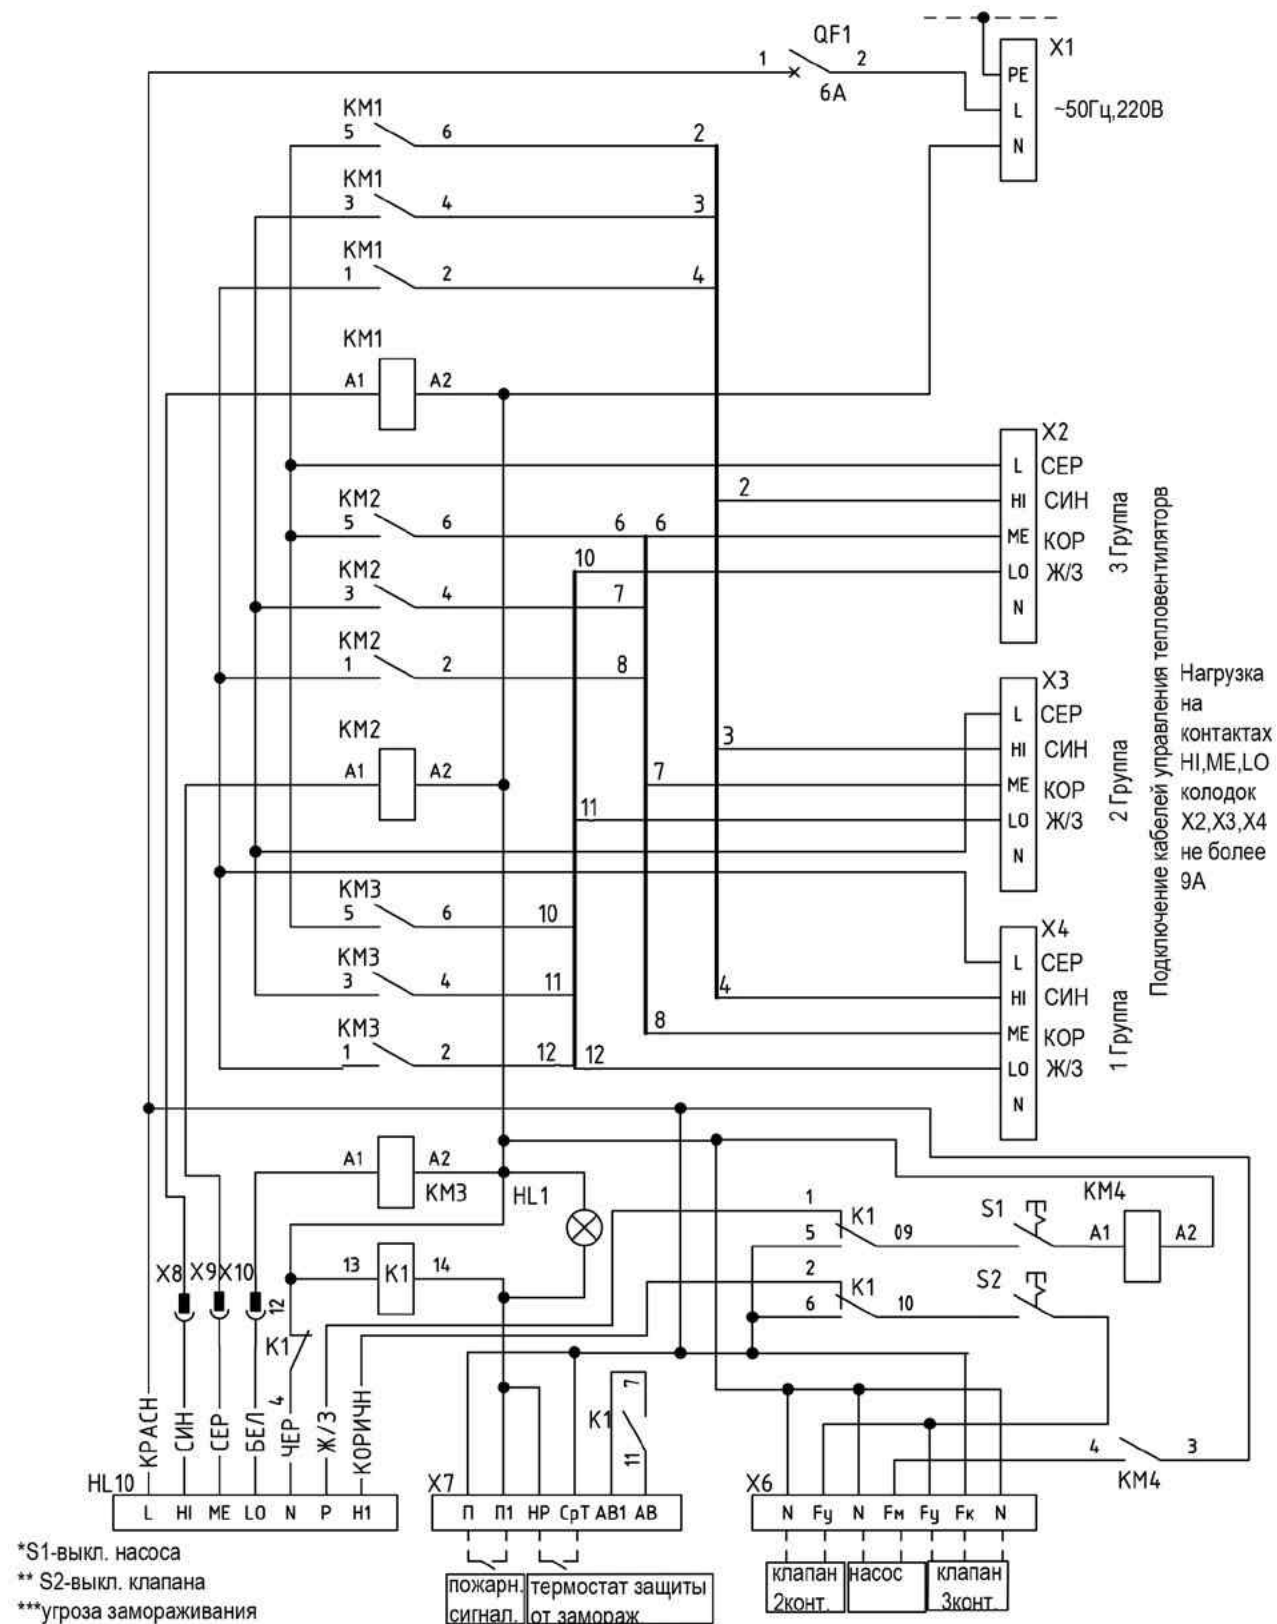 QF1
1
2
6A
X1
PE
L
N
~50Гц,220В
KM1
5
6
2
KM1
3
4
3
KM1
1
2
4
KM1
A1
A2
X2
L
СЕР
2
HI
СИН
KM2
5
6
6
6
ME
КОР
10
LO
Ж/З
N
3 Группа
KM2
3
4
7
KM2
1
2
8
X3
L
СЕР
3
HI
СИН
KM2
A1
A2
7
ME
КОР
11
LO
Ж/З
N
2 Группа
Подключение кабелей управления тепловентиляторв
Нагрузка
на
контактах
HI,ME,LO
колодок
X2,X3,X4
не более
9А
KM3
5
6
10
X4
L
СЕР
KM3
3
4
11
4
HI
СИН
8
ME
КОР
KM3
1
2
12
12
LO
Ж/З
N
1 Группа
A1
A2
KM3
HL1
1
K1
5
09
S1
KM4
A1
A2
13
K1
14
2
K1
6
10
S2
X8
X9
X10
12
K1
4
КРАСН
СИН
СЕР
БЕЛ
ЧЕР
Ж/З
КОРИЧН
K1
7
11
4
3
KM4
HL10
L
HI
ME
LO
N
P
H1
X7
П
П1
НР
СрТ
АВ1
АВ
X6
N
Fу
N
Fм
Fу
Fк
N
*S1-выкл. насоса
** S2-выкл. клапана
***угроза замораживания
пожарн.
сигнал.
термостат защиты
от замораж
клапан
2конт.
насос
клапан
3конт.